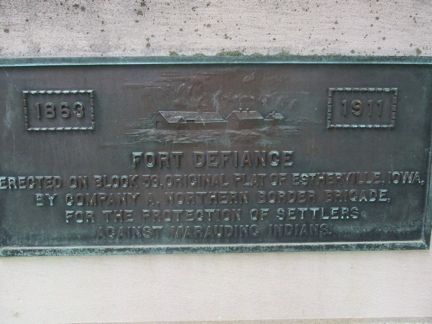 1863 1911
FORT DEFIANCE
ERECTED ON BLOCK 59, ORIGINAL PLAT OF ESTHERVILLE, IOWA,
BY COMPANY A, NORTHERN BORDER BRIGADE,
FOR THE PROTECTION OF SETTLERS
AGAINST MARAUDING INDIANS.